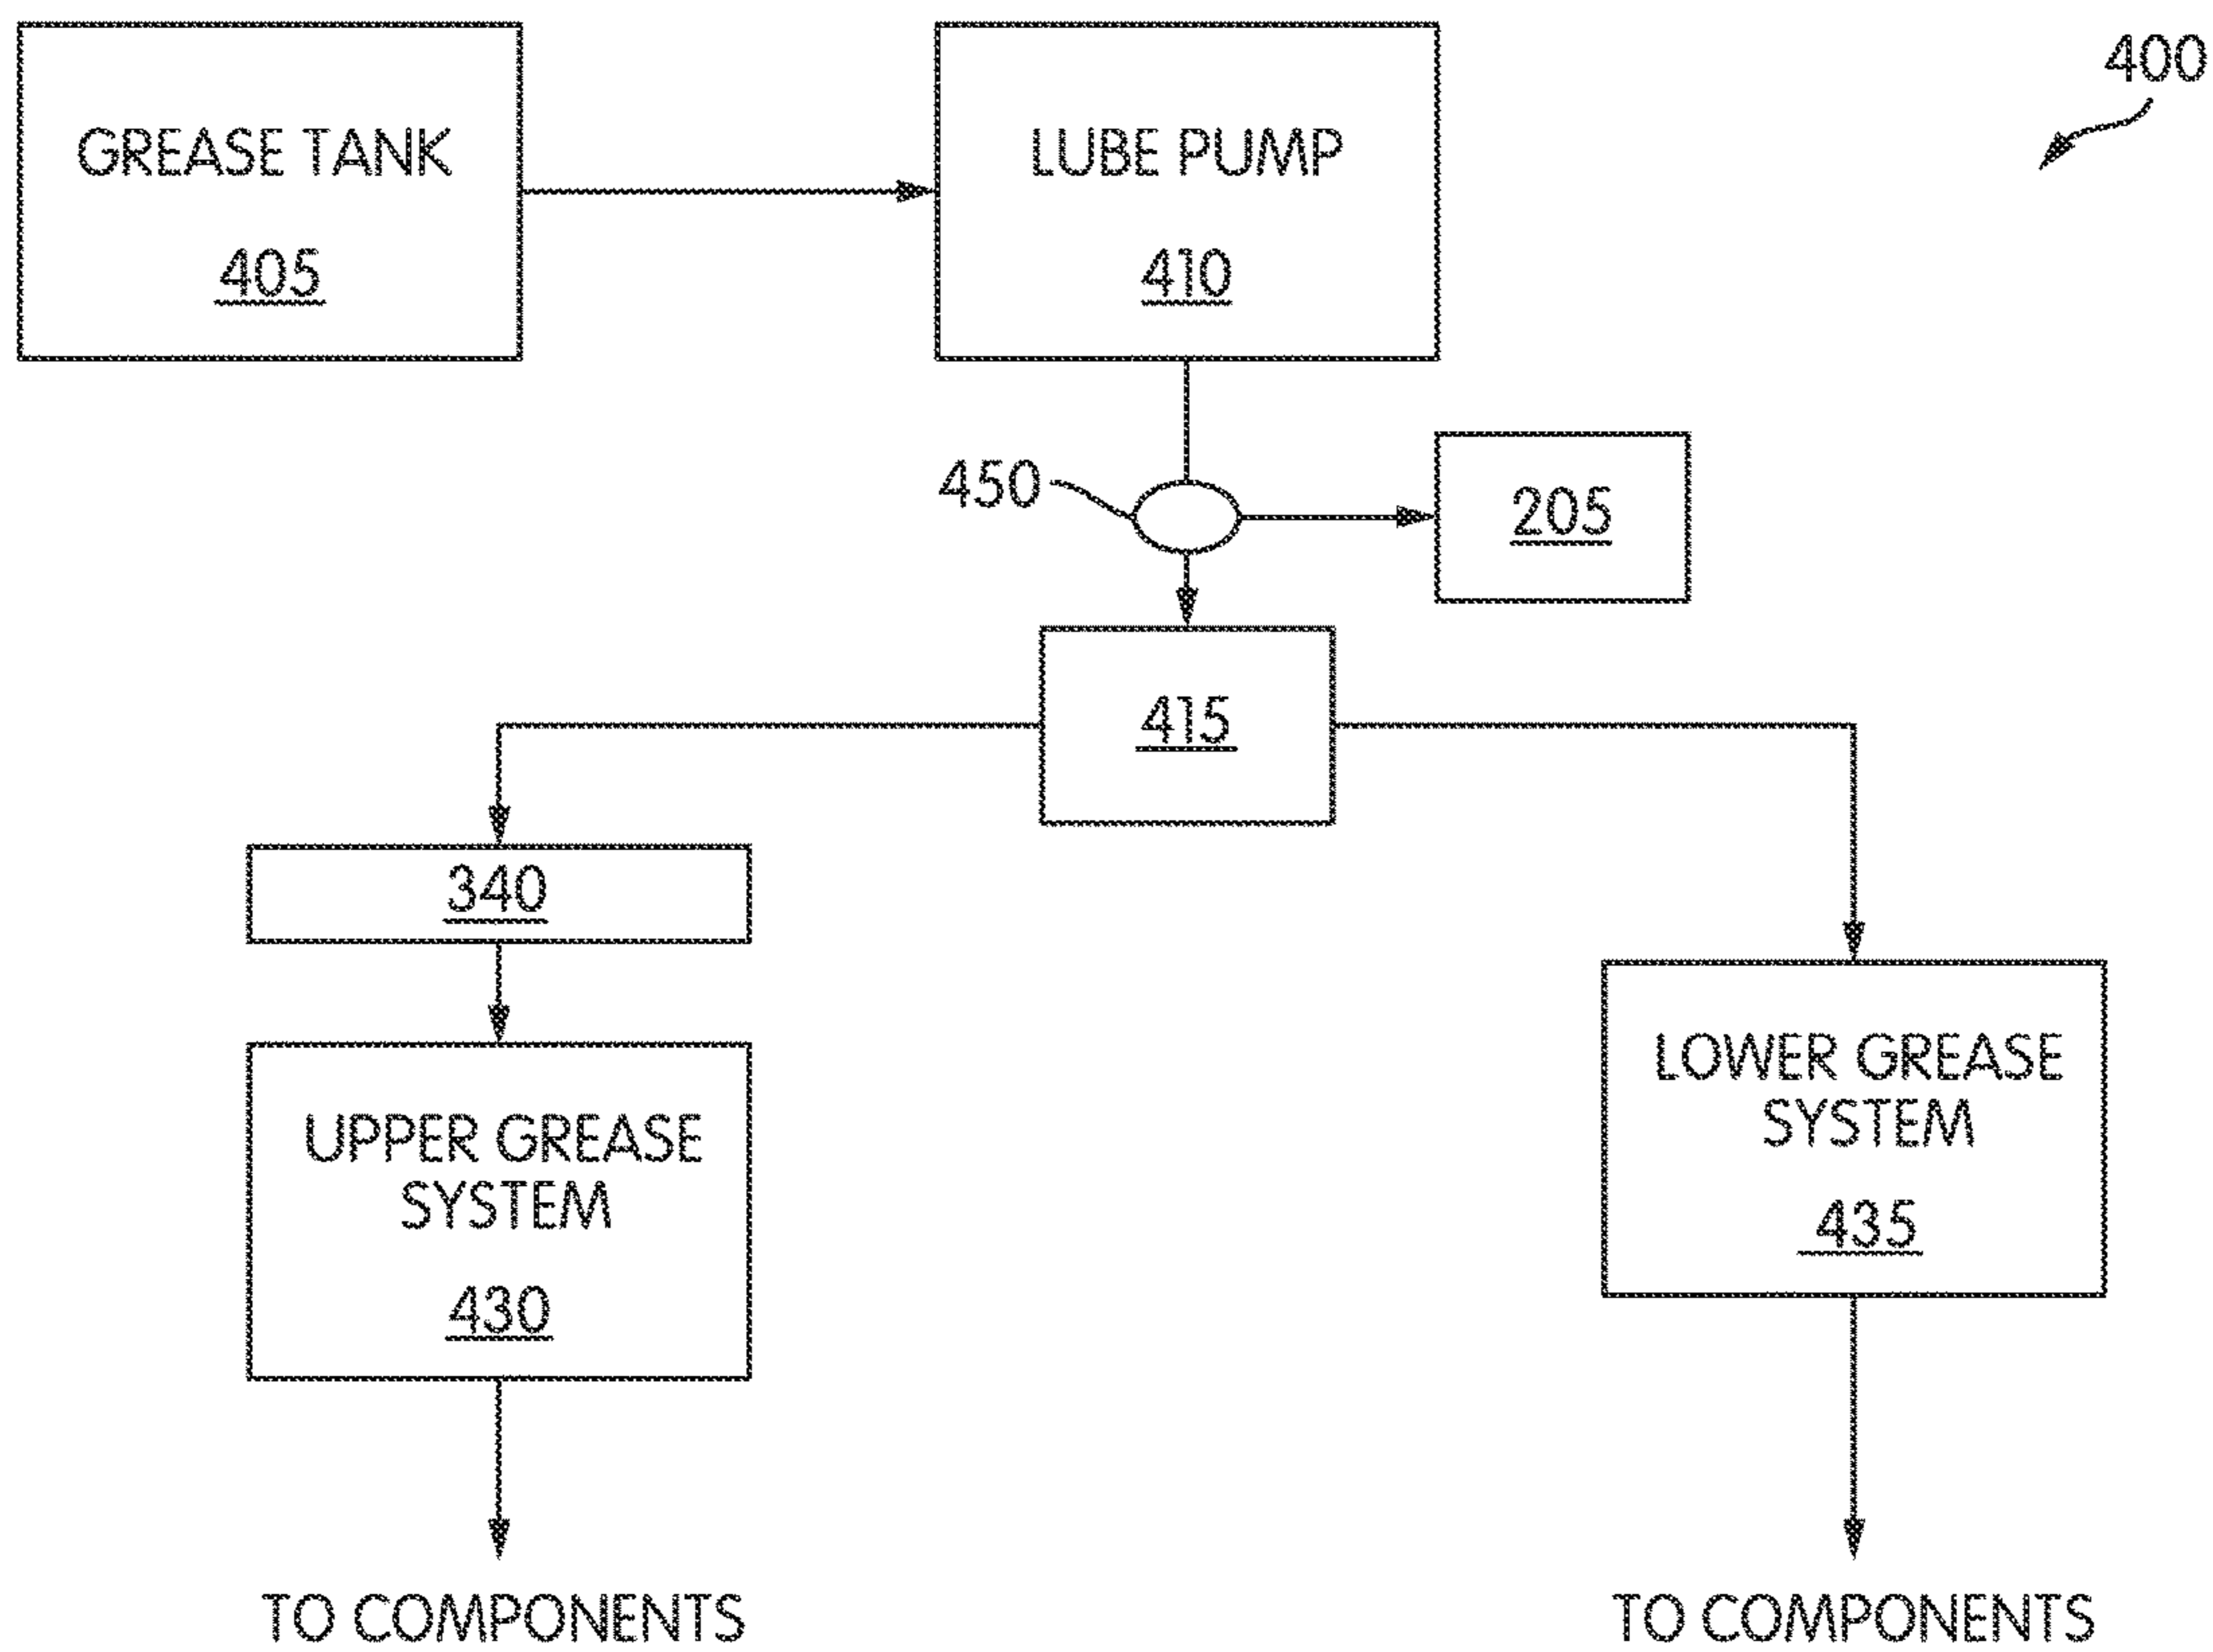 400
GREASE TANK
405
LUBE PUMP
410
450
205
415
340
UPPER GREASE
SYSTEM
430
LOWER GREASE
SYSTEM
435
TO COMPONENTS
TO COMPONENTS